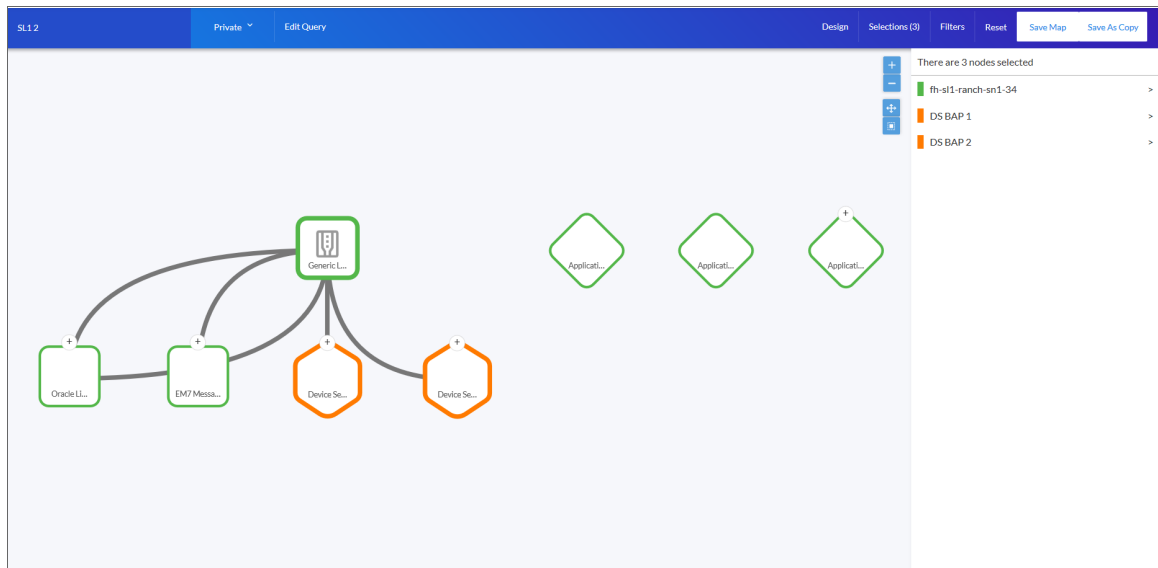 SL1 2
Private
Edit Query
Design
Selections (3)
Filters
Reset
Save Map
Save As Copy
There are 3 nodes selected
fh-sl1-ranch-sn1-34 >
DS BAP 1 >
DS BAP 2 >
+
−
+
Generic L...
Applicati...
Applicati...
Applicati...
+
+
+
+
Oracle Li...
EM7 Messa...
Device Se...
Device Se...